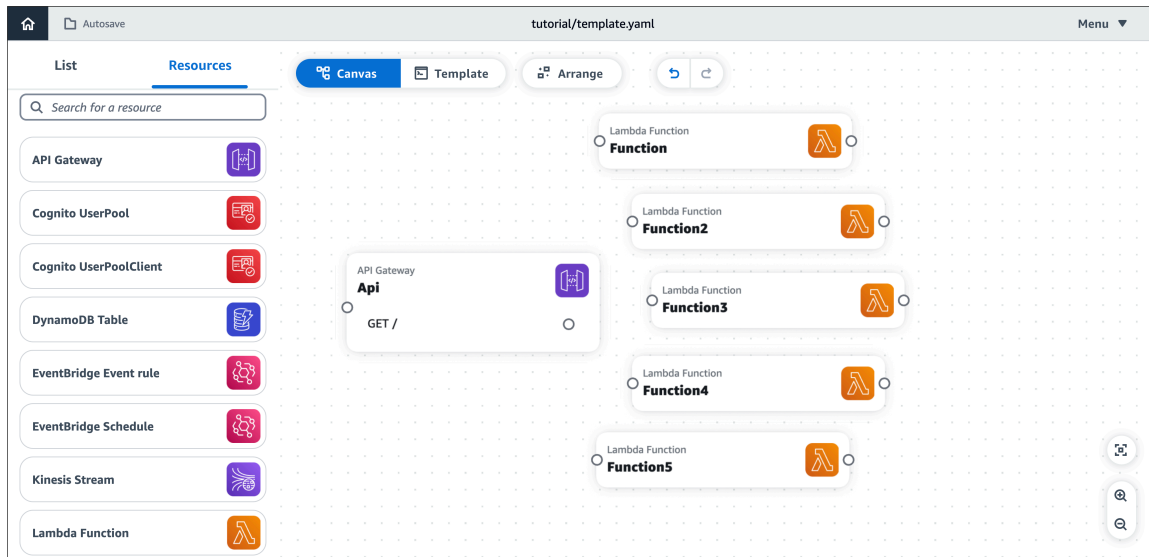 Autosave
tutorial/template.yaml
Menu
List
Resources
Canvas
Template
Arrange
Search for a resource
API Gateway
Cognito UserPool
Cognito UserPoolClient
DynamoDB Table
EventBridge Event rule
EventBridge Schedule
Kinesis Stream
Lambda Function
API Gateway
Api
GET /
Lambda Function
Function
Lambda Function
Function2
Lambda Function
Function3
Lambda Function
Function4
Lambda Function
Function5